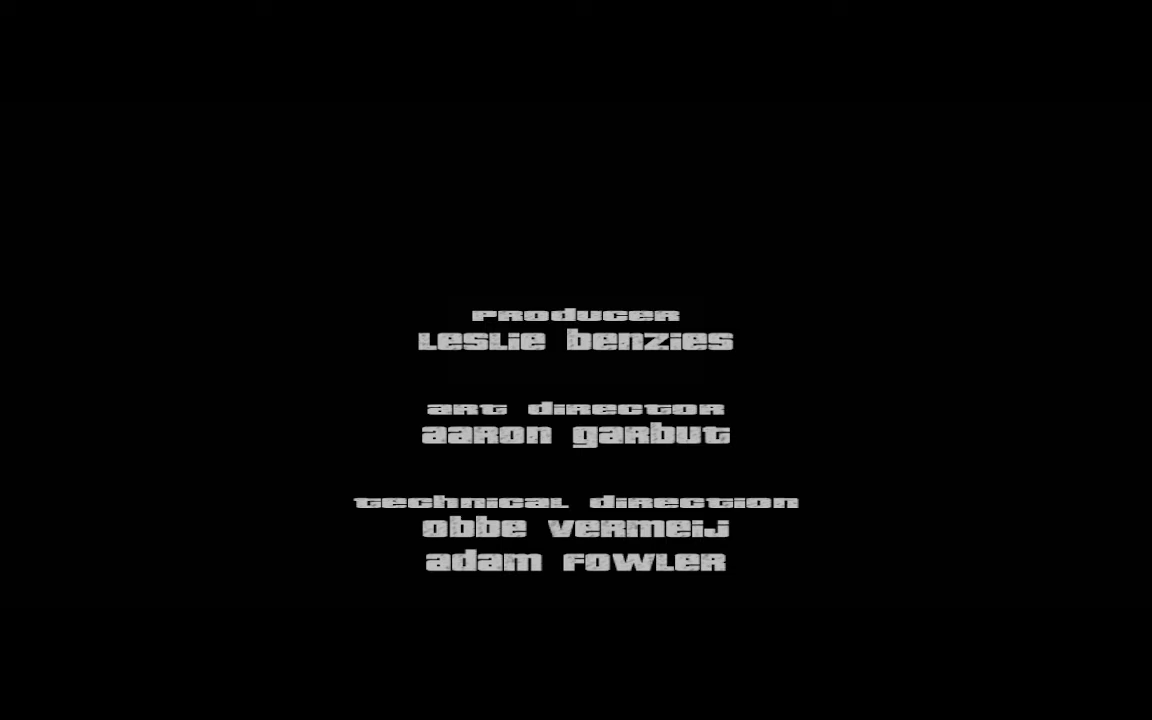 PRODUCER
LESLIE BENZIES
ART DIRECTOR
AARON GARBUT
TECHNICAL DIRECTION
OBBE VERMEIJ
ADAM FOWLER